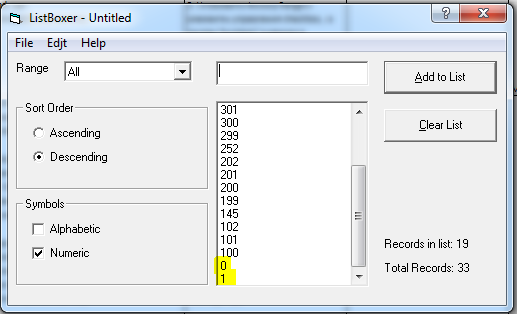 ListBoxer - Untitled
File Edjt Help
Range All Add to List
Sort Order
Ascending
Descending
Symbols
Alphabetic
Numeric
301
300
299
252
202
201
200
199
145
102
101
100
0
1
Clear List
Records in list: 19
Total Records: 33